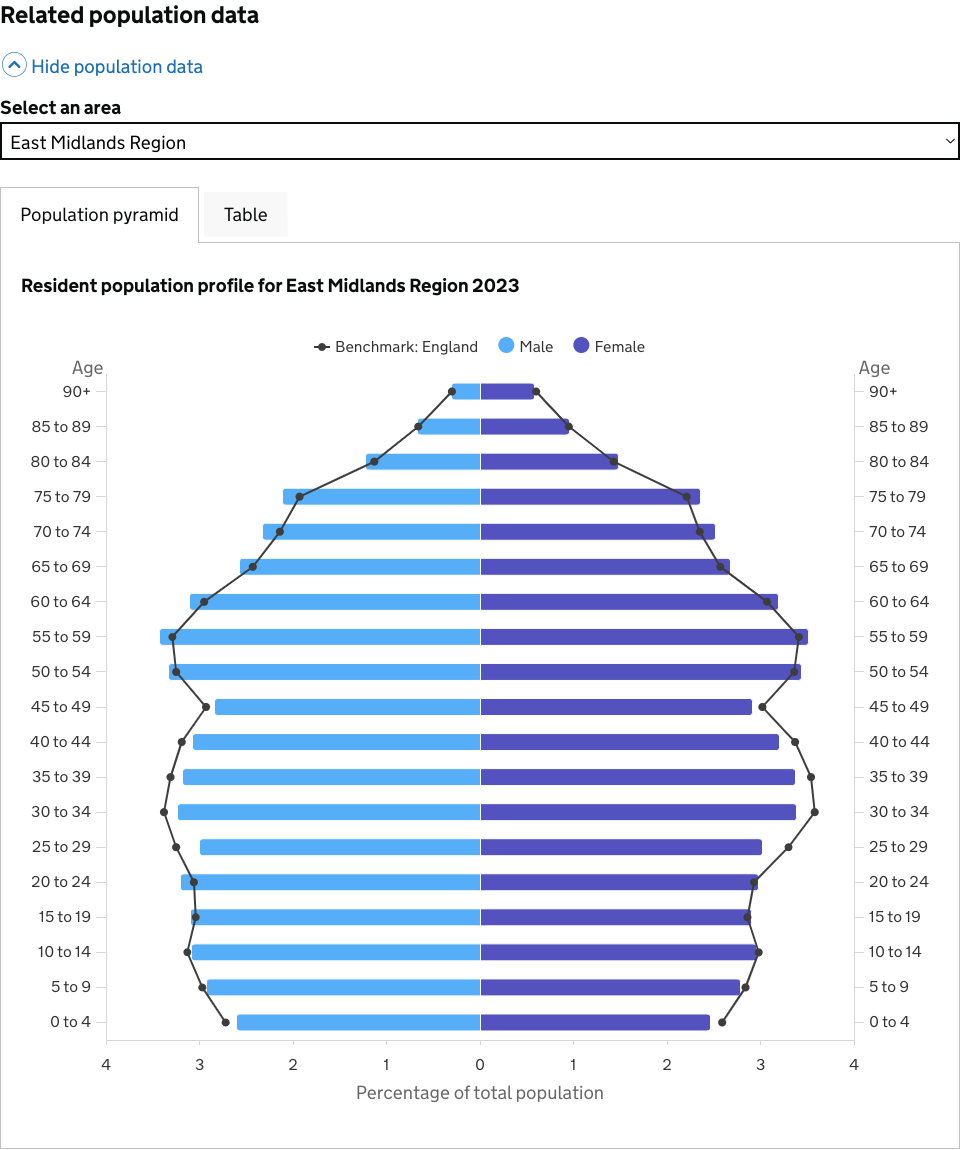 Related population data
Hide population data
Select an area
East Midlands Region
Population pyramid
Table
Resident population profile for East Midlands Region 2023
Benchmark: England
Male
Female
Age
Age
90+
90+
85 to 89
85 to 89
80 to 84
80 to 84
75 to 79
75 to 79
70 to 74
70 to 74
65 to 69
65 to 69
60 to 64
60 to 64
55 to 59
55 to 59
50 to 54
50 to 54
45 to 49
45 to 49
40 to 44
40 to 44
35 to 39
35 to 39
30 to 34
30 to 34
25 to 29
25 to 29
20 to 24
20 to 24
15 to 19
15 to 19
10 to 14
10 to 14
5 to 9
5 to 9
0 to 4
0 to 4
4 3 2 1 0 1 2 3 4
Percentage of total population